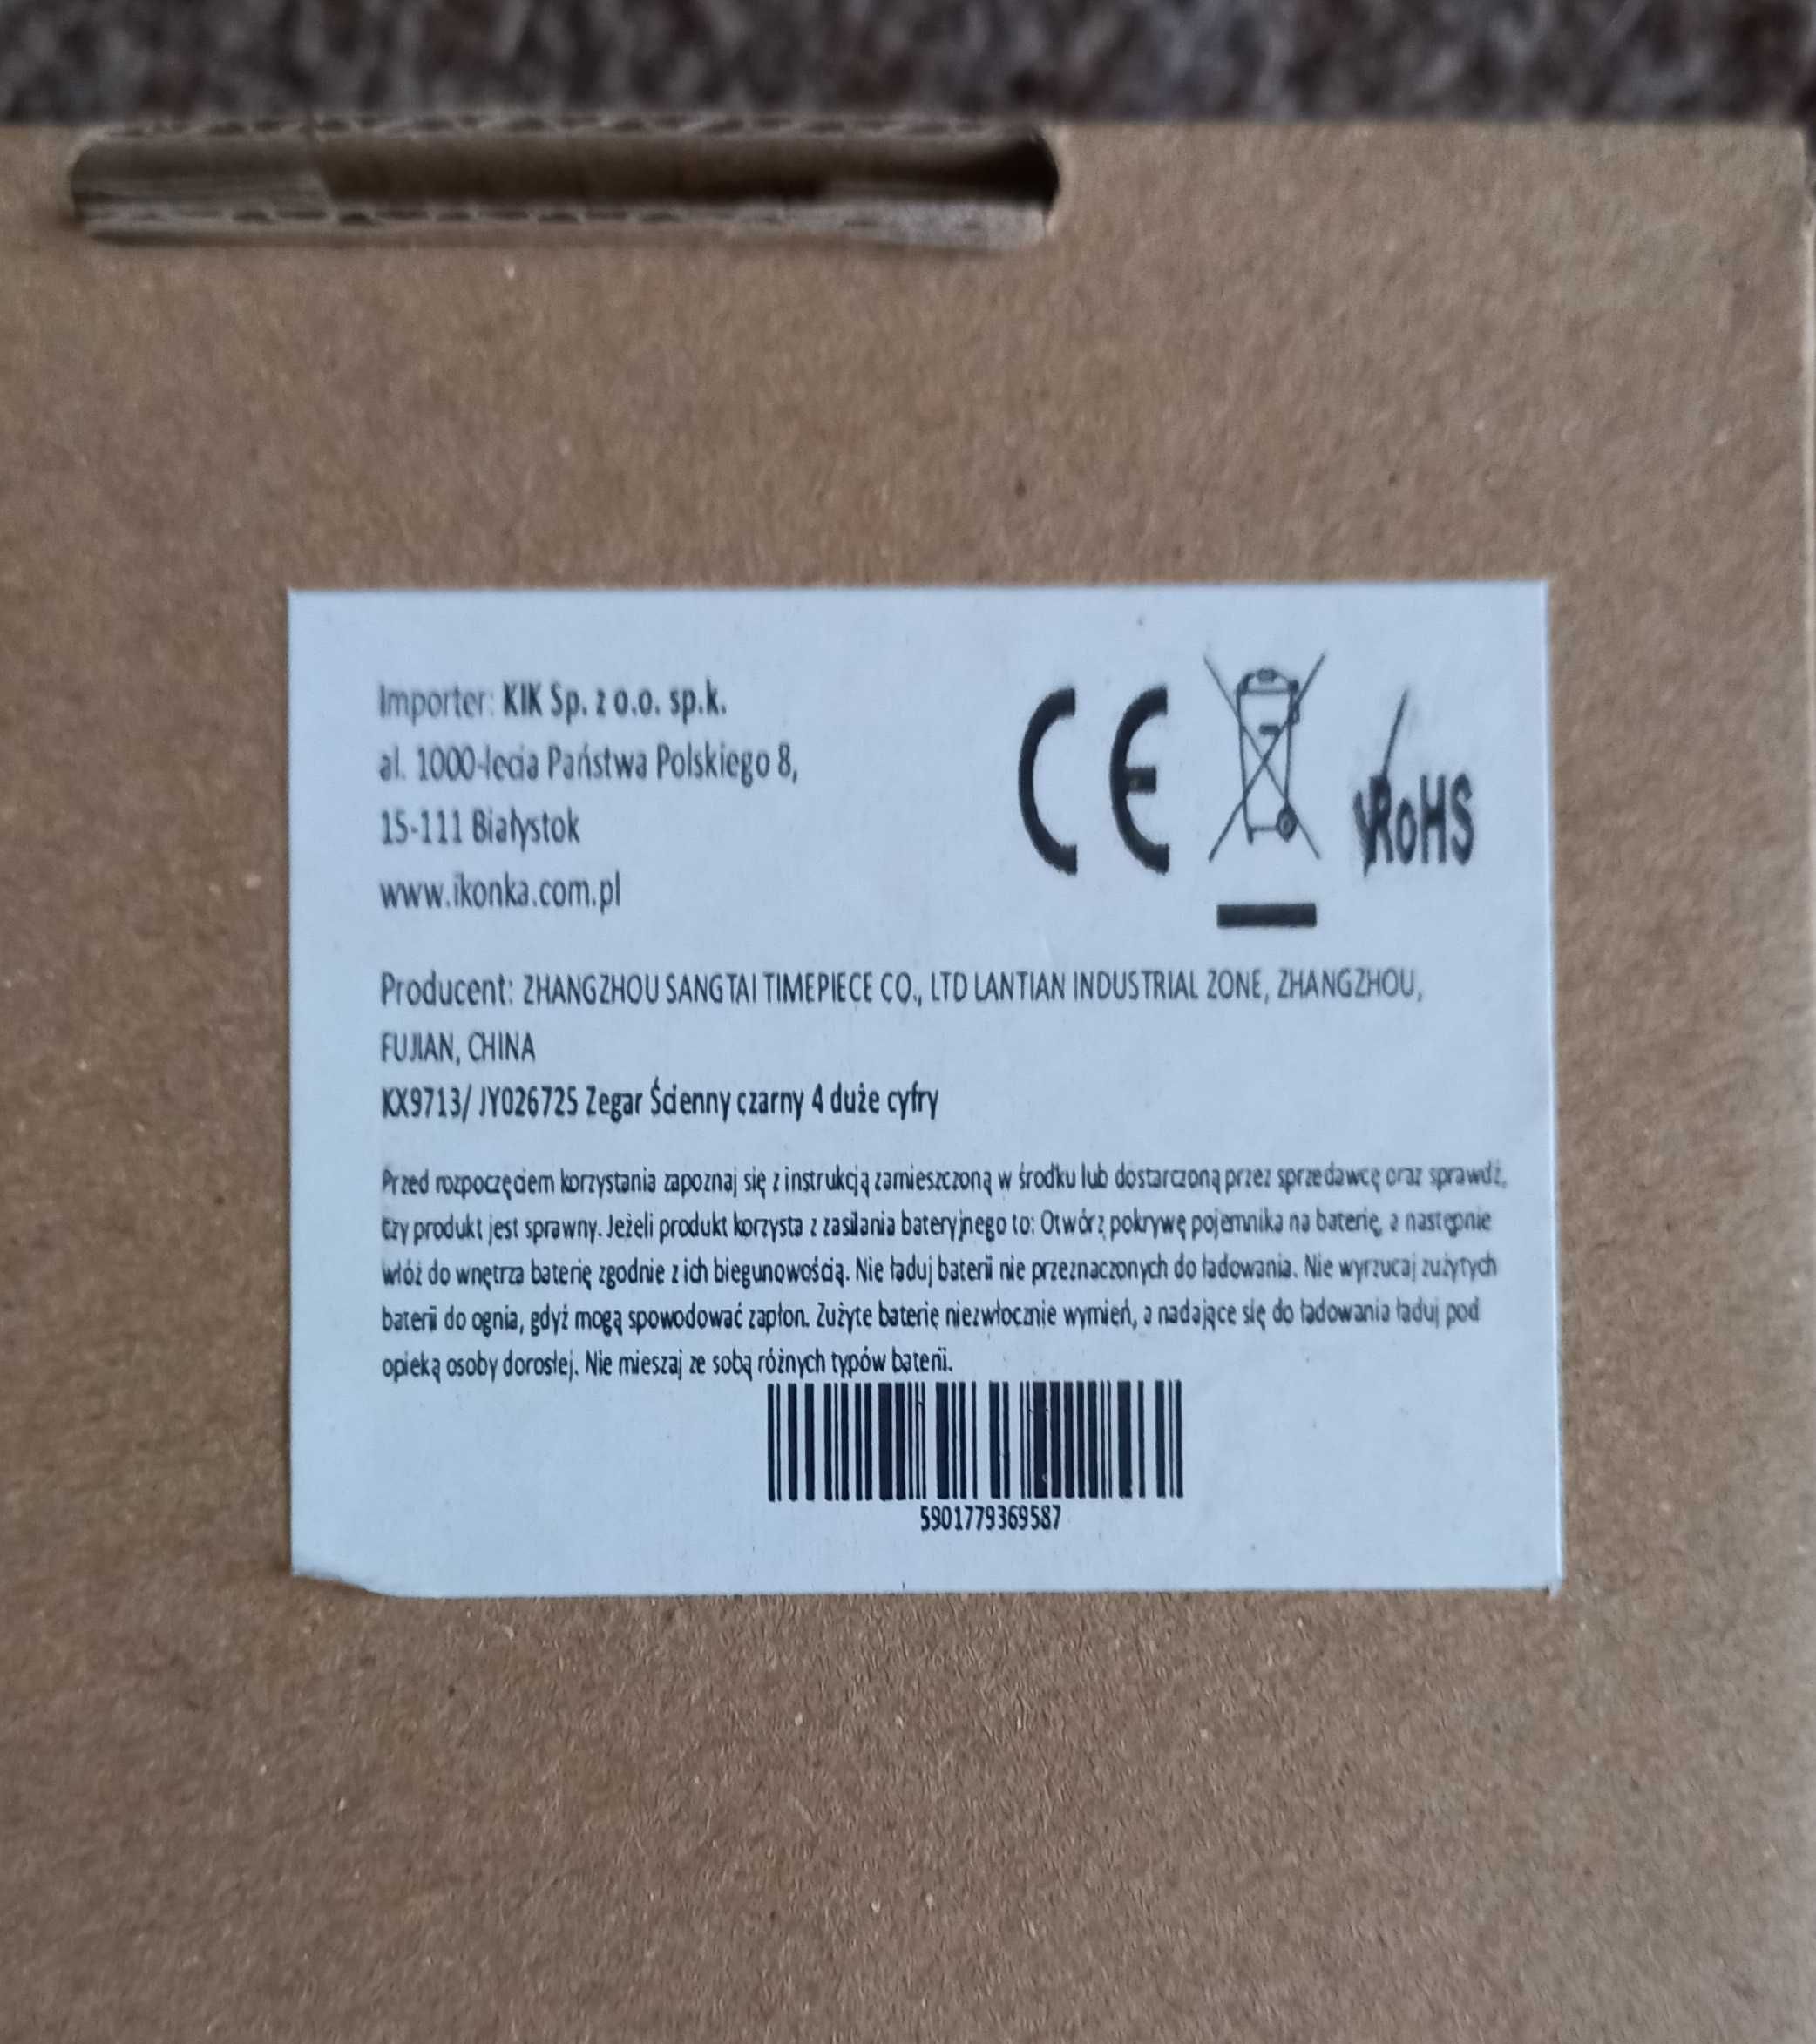 Importer: KIK Sp. z o.o. sp.k.
al. 1000-lecia Państwa Polskiego 8,
15-111 Białystok
www.ikonka.com.pl
CE
RoHS
Producent: ZHANGZHOU SANGTAI TIMEPIECE CO., LTD LANTIAN INDUSTRIAL ZONE, ZHANGZHOU,
FUJIAN, CHINA
KX9713/ JY026725 Zegar Ścienny czarny 4 duże cyfry
Przed rozpoczęciem korzystania zapoznaj się z instrukcją zamieszczoną w środku lub dostarczoną przez sprzedawcę oraz sprawdź,
czy produkt jest sprawny. Jeżeli produkt korzysta z zasilania bateryjnego to: Otwórz pokrywę pojemnika na baterię, a następnie
włóż do wnętrza baterię zgodnie z ich biegunowością. Nie ładuj baterii nie przeznaczonych do ładowania. Nie wyrzucaj zużytych
baterii do ognia, gdyż mogą spowodować zapłon. Zużyte baterię niezwłocznie wymień, a nadające się do ładowania ładuj pod
opieką osoby dorosłej. Nie mieszaj ze sobą różnych typów baterii.
5901779369587